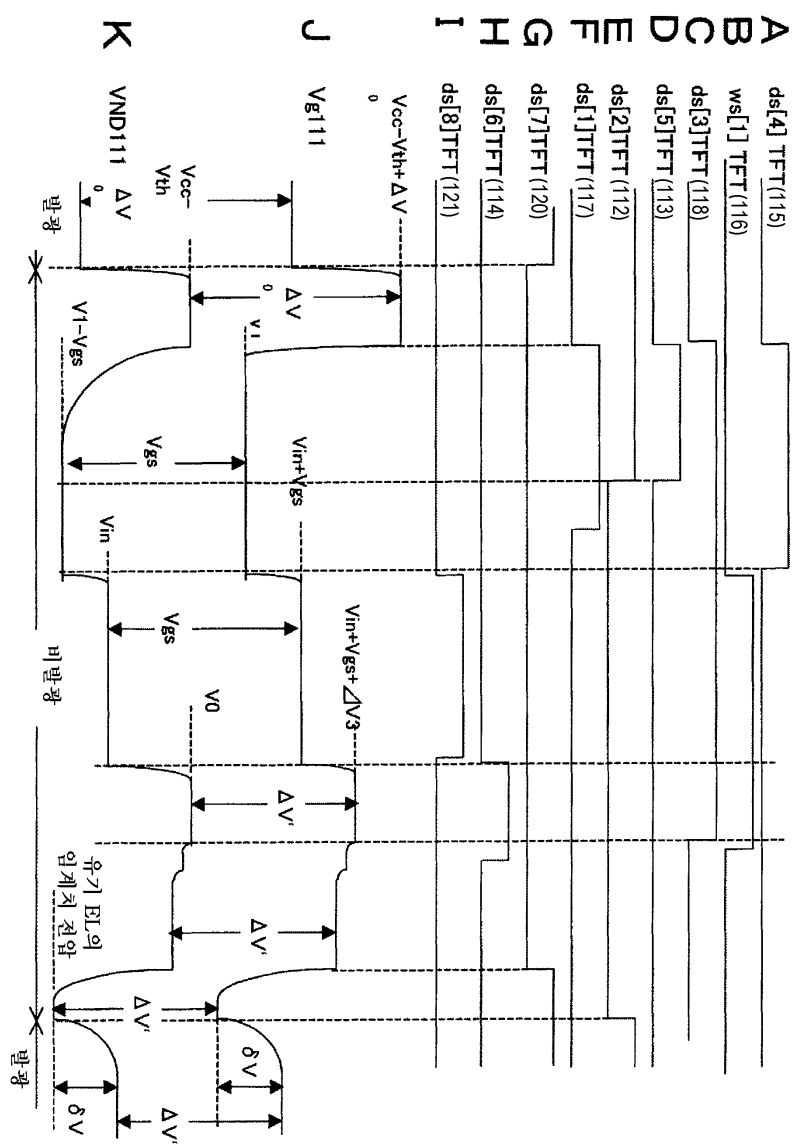 A ds[4] TFT(115)
B ws[1] TFT(116)
C ds[3]TFT(118)
D ds[5]TFT(113)
E ds[2]TFT(112)
F ds[1]TFT(117)
G ds[7]TFT(120)
H ds[6]TFT(114)
I ds[8]TFT(121)
J Vg111
Vcc-Vth+ΔV
0
ΔV
0
V1
Vin+Vgs
Vin+Vgs+
ΔV3
ΔV'
ΔV'
δV
K VND111
Vcc-
Vth
ΔV
0
V1-Vgs
Vgs
Vin
Vgs
V0
유기 EL의
임계치 전압
ΔV'
δV
ΔV'
발광
비발광
발광